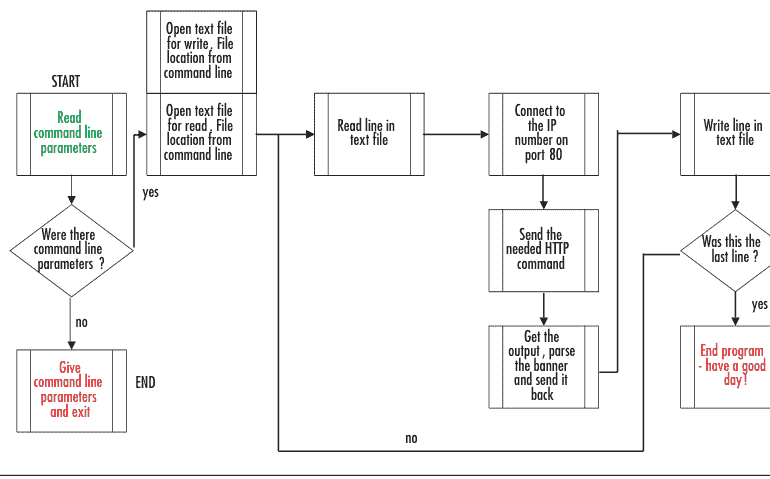 START
Read
command line
parameters
Were there
command line
parameters ?
yes
no
Give
command line
parameters
and exit
END
Open text file
for write , File
location from
command line
Open text file
for read , File
location from
command line
Read line in
text file
Connect to
the IP
number on
port 80
Send the
needed HTTP
command
Get the
output , parse
the banner
and send it
back
Write line in
text file
Was this the
last line ?
yes
no
End program
- have a good
day!